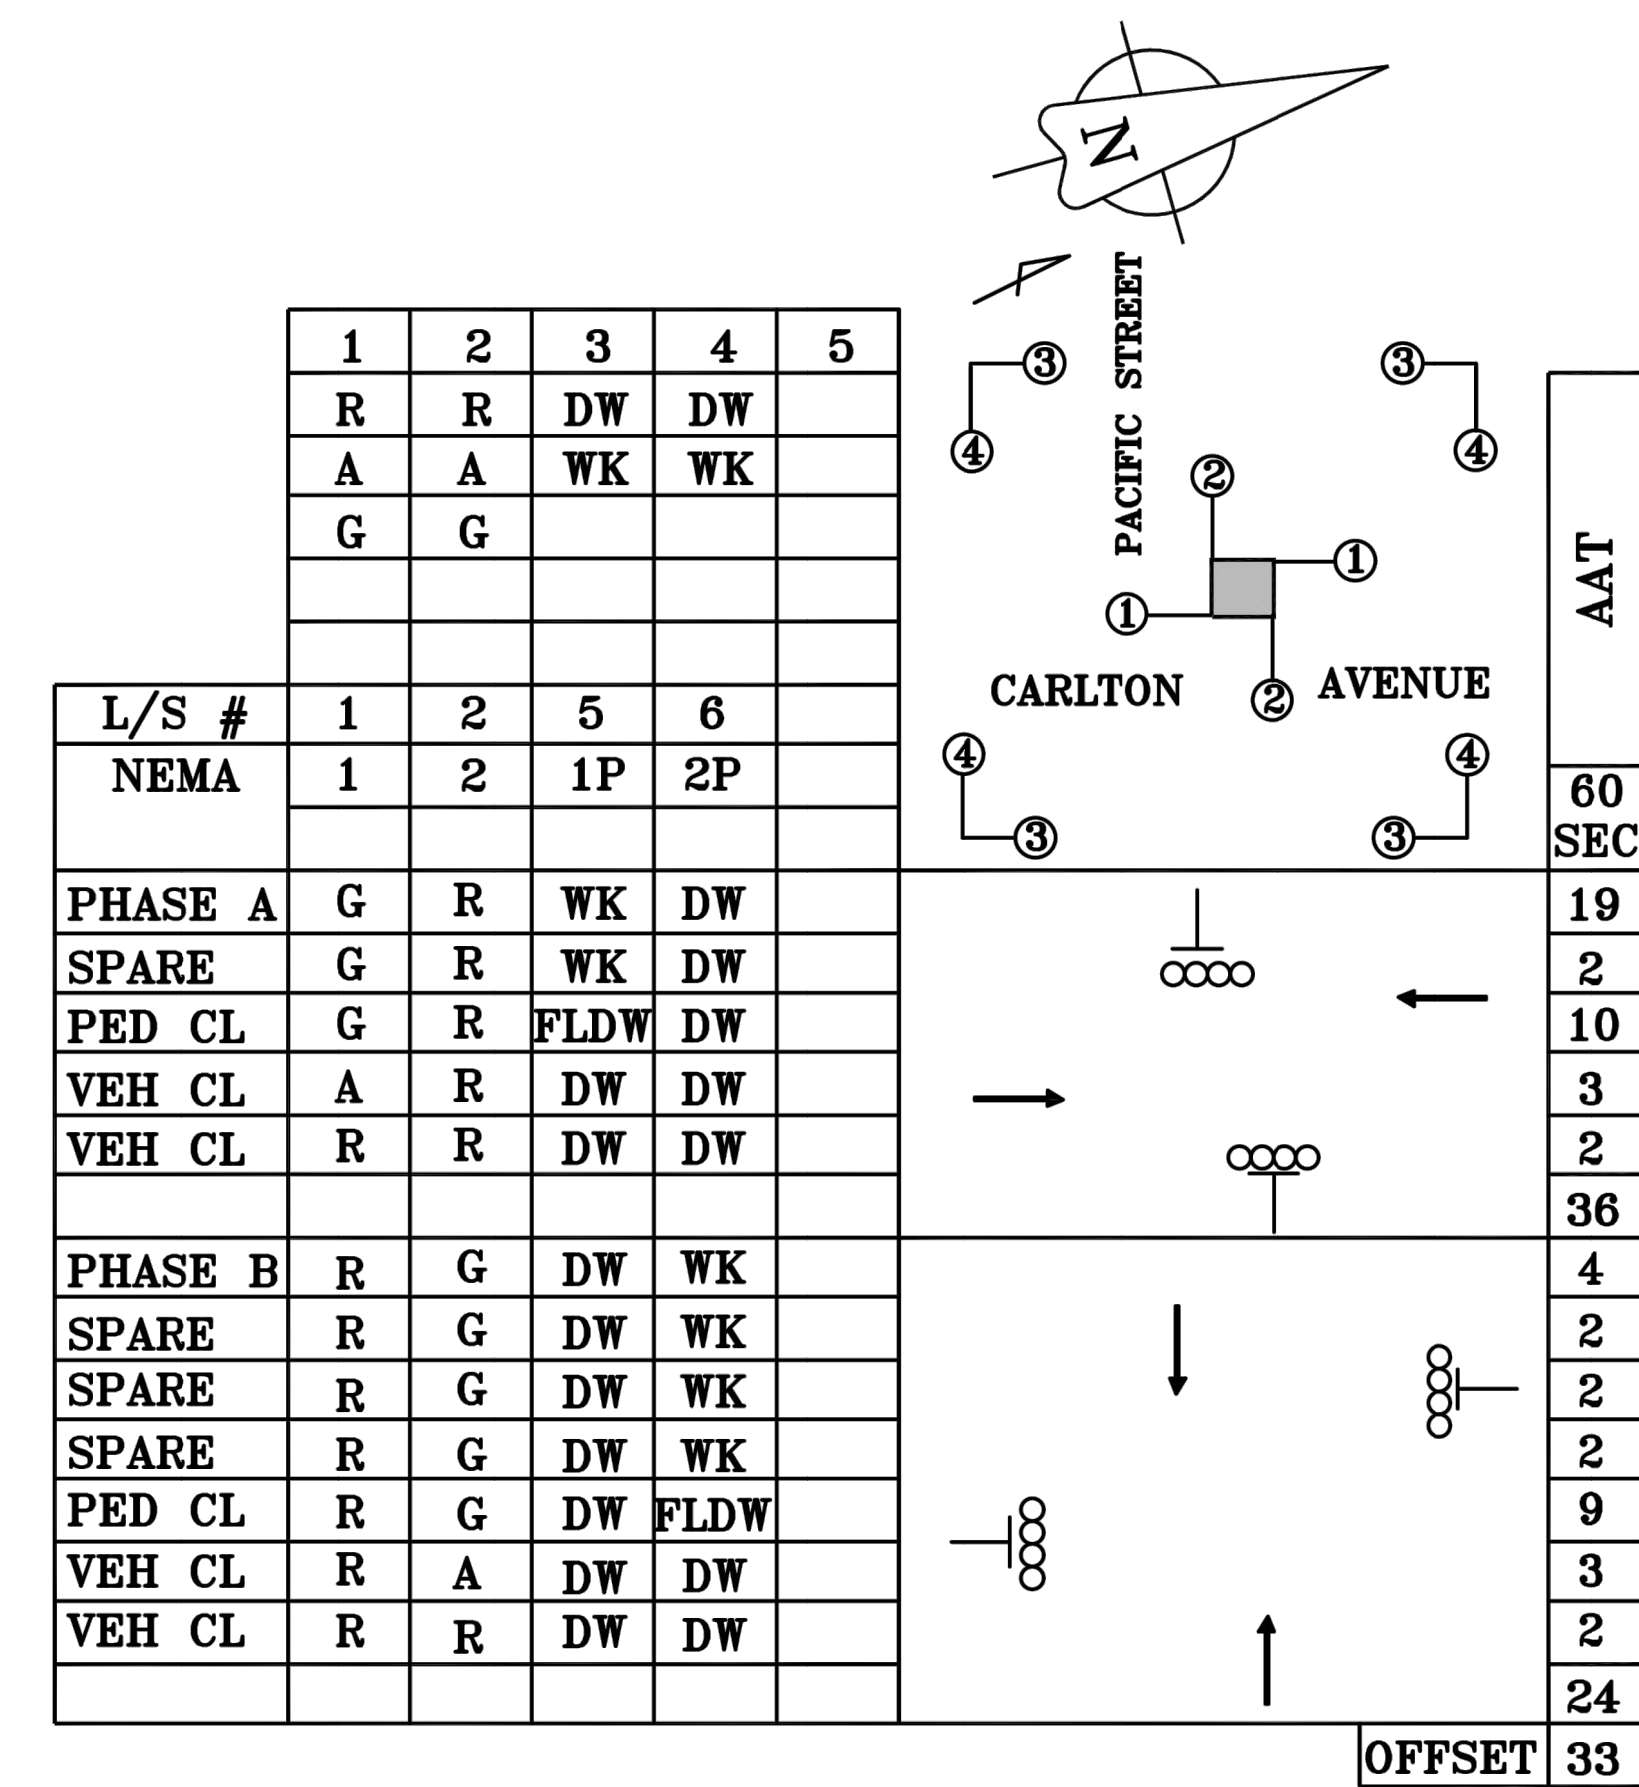 N
PACIFIC STREET
1 2 3 4 5
R R DW DW
A A WK WK
G G
3 3
4 4
2
1
1
2
CARLTON AVENUE
4 4
3 3
AAT
60
SEC
L/S # 1 2 5 6
NEMA 1 2 1P 2P
PHASE A G R WK DW 19
SPARE G R WK DW 2
PED CL G R FLDW DW 10
VEH CL A R DW DW 3
VEH CL R R DW DW 2
36
PHASE B R G DW WK 4
SPARE R G DW WK 2
SPARE R G DW WK 2
SPARE R G DW WK 2
PED CL R G DW FLDW 9
VEH CL R A DW DW 3
VEH CL R R DW DW 2
24
OFFSET 33